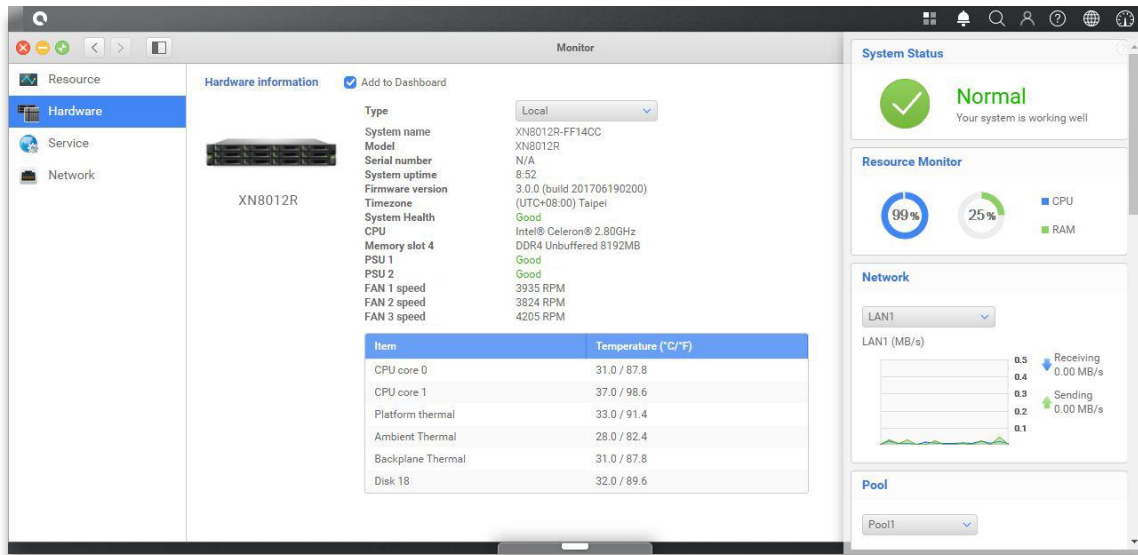 Monitor
Resource
Hardware
Service
Network
Hardware information
Add to Dashboard
XN8012R
Type Local
System name XN8012R-FF14CC
Model XN8012R
Serial number N/A
System uptime 8:52
Firmware version 3.0.0 (build 201706190200)
Timezone (UTC+08:00) Taipei
System Health Good
CPU Intel® Celeron® 2.80GHz
Memory slot 4 DDR4 Unbuffered 8192MB
PSU 1 Good
PSU 2 Good
FAN 1 speed 3935 RPM
FAN 2 speed 3824 RPM
FAN 3 speed 4205 RPM
Item Temperature (°C/°F)
CPU core 0 31.0 / 87.8
CPU core 1 37.0 / 98.6
Platform thermal 33.0 / 91.4
Ambient Thermal 28.0 / 82.4
Backplane Thermal 31.0 / 87.8
Disk 18 32.0 / 89.6
System Status
Normal
Your system is working well
Resource Monitor
99%
25%
CPU
RAM
Network
LAN1
LAN1 (MB/s)
0.5
0.4
0.3
0.2
0.1
Receiving
0.00 MB/s
Sending
0.00 MB/s
Pool
Pool1